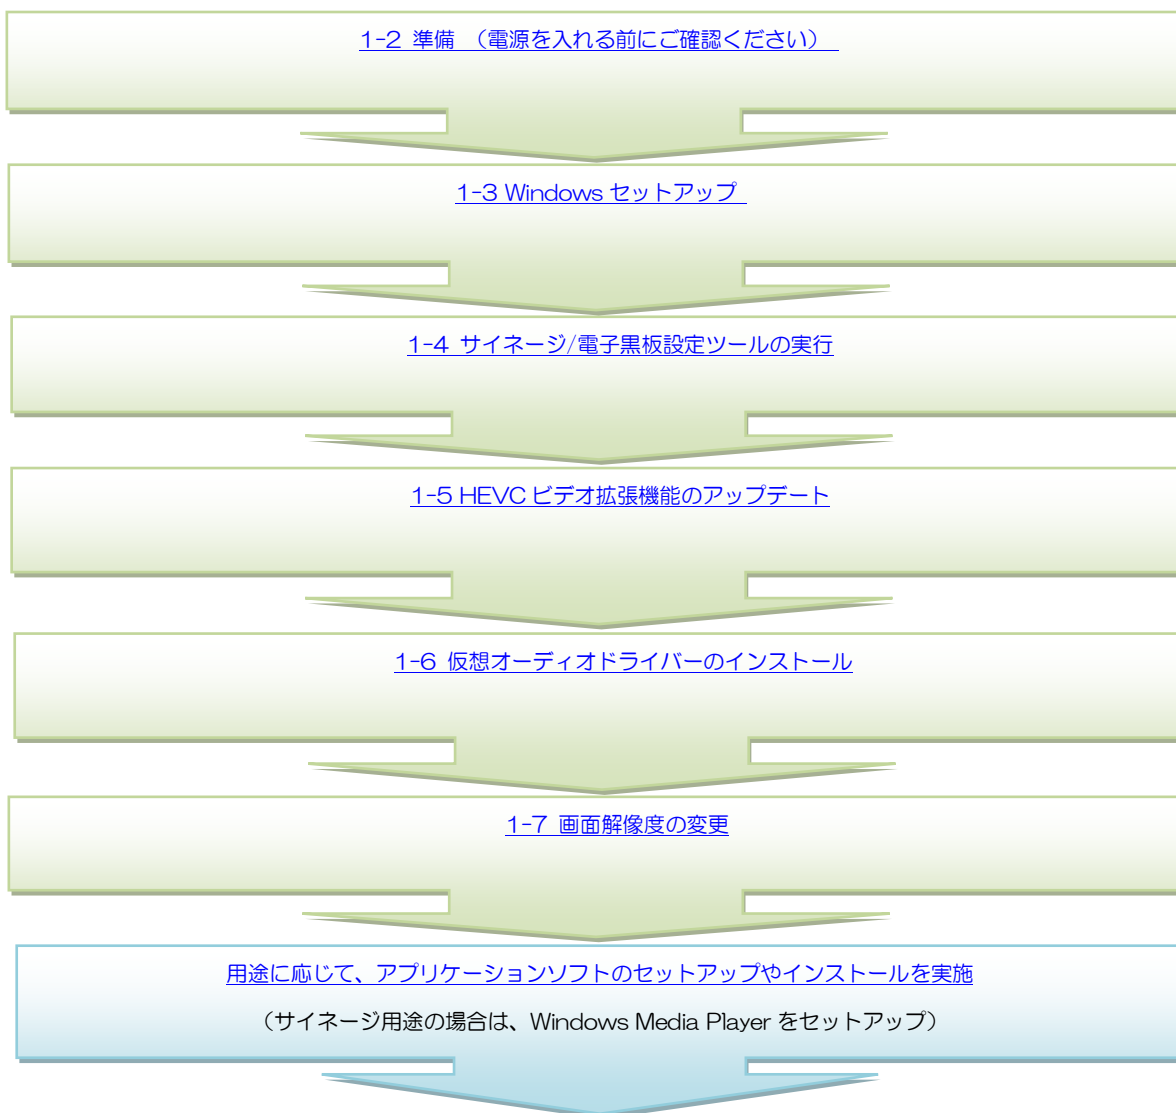 1-2 準備 （電源を入れる前にご確認ください）
1-3 Windows セットアップ
1-4 サイネージ/電子黒板設定ツールの実行
1-5 HEVC ビデオ拡張機能のアップデート
1-6 仮想オーディオドライバーのインストール
1-7 画面解像度の変更
用途に応じて、アプリケーションソフトのセットアップやインストールを実施
（サイネージ用途の場合は、Windows Media Player をセットアップ）